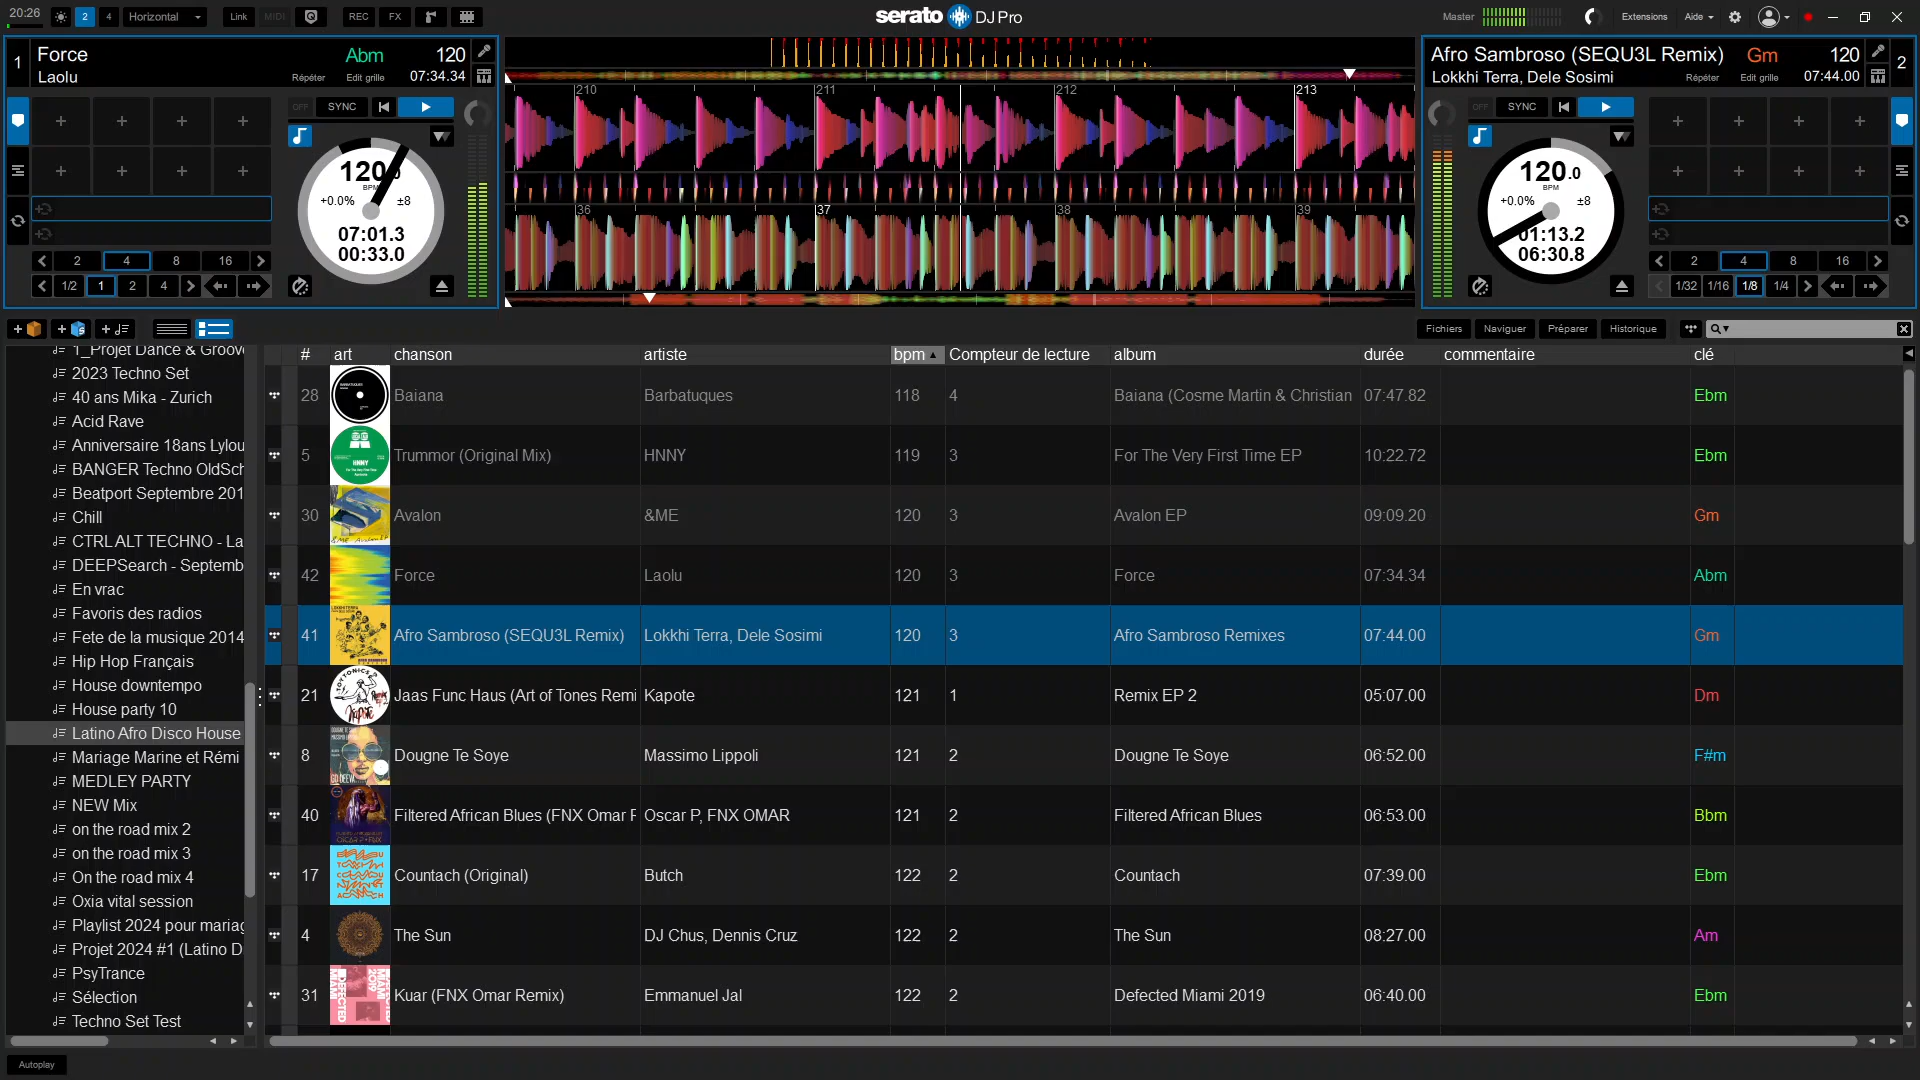 20:26
2
4
Horizontal
Link
MIDI
REC
FX
serato DJ Pro
Master
Extensions
Aide
1
Force
Abm
120
Laolu
Répéter
Edit grille
07:34.34
Afro Sambroso (SEQU3L Remix)
Gm
120
2
Lokkhi Terra, Dele Sosimi
Répéter
Edit grille
07:44.00
OFF
SYNC
120
BPM
+0.0%
±8
07:01.3
00:33.0
2
4
8
16
1/2
1
2
4
210
211
212
213
36
37
38
39
OFF
SYNC
120.0
BPM
+0.0%
±8
01:13.2
06:30.8
2
4
8
16
1/32
1/16
1/8
1/4
Fichiers
Naviguer
Préparer
Historique
1_Projet Dance & Groove
2023 Techno Set
40 ans Mika - Zurich
Acid Rave
Anniversaire 18ans Lylou
BANGER Techno OldSch
Beatport Septembre 201
Chill
CTRL ALT TECHNO - La
DEEPSearch - Septemb
En vrac
Favoris des radios
Fete de la musique 2014
Hip Hop Français
House downtempo
House party 10
Latino Afro Disco House
Mariage Marine et Rémi
MEDLEY PARTY
NEW Mix
on the road mix 2
on the road mix 3
On the road mix 4
Oxia vital session
Playlist 2024 pour mariag
Projet 2024 #1 (Latino D
PsyTrance
Sélection
Techno Set Test
# art chanson artiste bpm Compteur de lecture album durée commentaire clé
28 Baiana Barbatuques 118 4 Baiana (Cosme Martin & Christian 07:47.82 Ebm
5 Trummor (Original Mix) HNNY 119 3 For The Very First Time EP 10:22.72 Ebm
30 Avalon &ME 120 3 Avalon EP 09:09.20 Gm
42 Force Laolu 120 3 Force 07:34.34 Abm
41 Afro Sambroso (SEQU3L Remix) Lokkhi Terra, Dele Sosimi 120 3 Afro Sambroso Remixes 07:44.00 Gm
21 Jaas Func Haus (Art of Tones Remi Kapote 121 1 Remix EP 2 05:07.00 Dm
8 Dougne Te Soye Massimo Lippoli 121 2 Dougne Te Soye 06:52.00 F#m
40 Filtered African Blues (FNX Omar F Oscar P, FNX OMAR 121 2 Filtered African Blues 06:53.00 Bbm
17 Countach (Original) Butch 122 2 Countach 07:39.00 Ebm
4 The Sun DJ Chus, Dennis Cruz 122 2 The Sun 08:27.00 Am
31 Kuar (FNX Omar Remix) Emmanuel Jal 122 2 Defected Miami 2019 06:40.00 Ebm
Autoplay